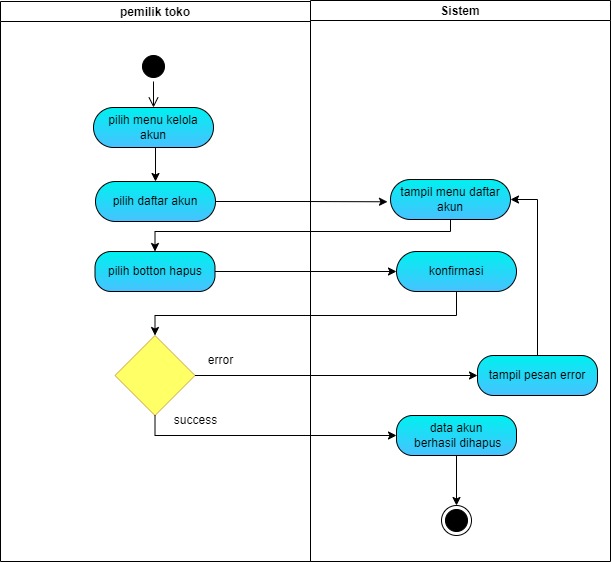 pemilik toko
Sistem
pilih menu kelola
akun
pilih daftar akun
tampil menu daftar
akun
pilih botton hapus
konfirmasi
error
tampil pesan error
success
data akun
berhasil dihapus